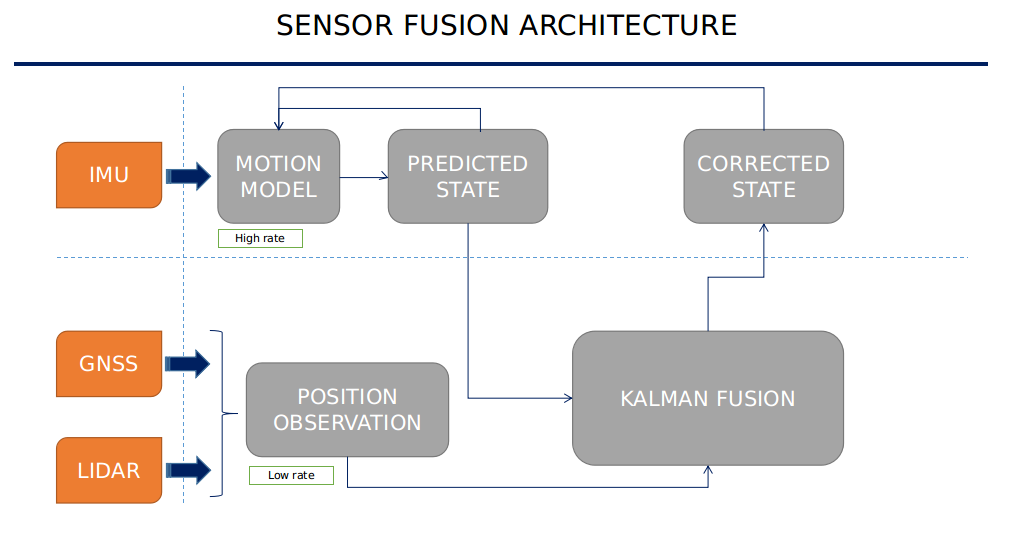 SENSOR FUSION ARCHITECTURE
IMU
MOTION
MODEL
PREDICTED
STATE
CORRECTED
STATE
High rate
GNSS
LIDAR
POSITION
OBSERVATION
Low rate
KALMAN FUSION